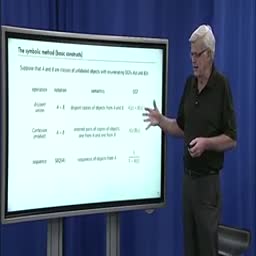 The symbolic method (basic constructs)
Suppose that A and B are classes of unlabelled objects with enumerating OGFs A(z) and B(z).
operation notation semantics OGF
disjoint union A + B disjoint copies of objects from A and B A(z) + B(z)
Cartesian product A × B ordered pairs of copies of objects, one from A and one from B A(z)B(z)
sequence SEQ(A) sequences of objects from A